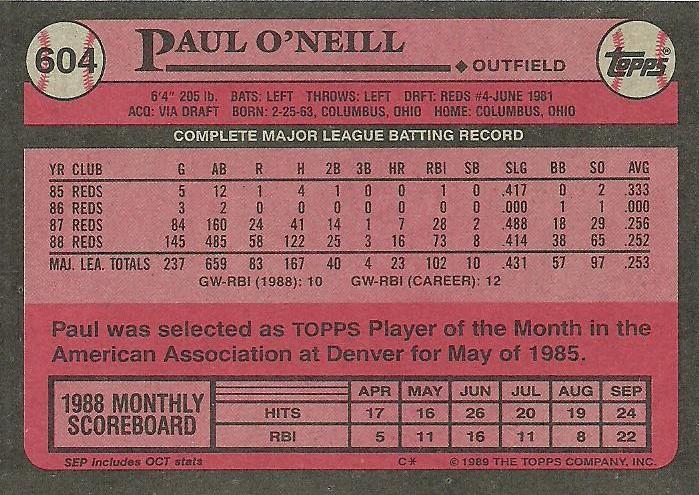 604
PAUL O'NEILL
TOPPS®
◆ OUTFIELD
6'4" 205 lb. BATS: LEFT THROWS: LEFT DRFT: REDS #4-JUNE 1981
ACQ: VIA DRAFT BORN: 2-25-63, COLUMBUS, OHIO HOME: COLUMBUS, OHIO
COMPLETE MAJOR LEAGUE BATTING RECORD
YR CLUB G AB R H 2B 3B HR RBI SB SLG BB SO AVG
85 REDS 5 12 1 4 1 0 0 1 0 .417 0 2 .333
86 REDS 3 2 0 0 0 0 0 0 0 .000 1 1 .000
87 REDS 84 160 24 41 14 1 7 28 2 .488 18 29 .256
88 REDS 145 485 58 122 25 3 16 73 8 .414 38 65 .252
MAJ. LEA. TOTALS 237 659 83 167 40 4 23 102 10 .431 57 97 .253
GW-RBI (1988): 10 GW-RBI (CAREER): 12
Paul was selected as TOPPS Player of the Month in the
American Association at Denver for May of 1985.
1988 MONTHLY
SCOREBOARD
APR MAY JUN JUL AUG SEP
HITS 17 16 26 20 19 24
RBI 5 11 16 11 8 22
SEP includes OCT stats C* © 1989 THE TOPPS COMPANY, INC.